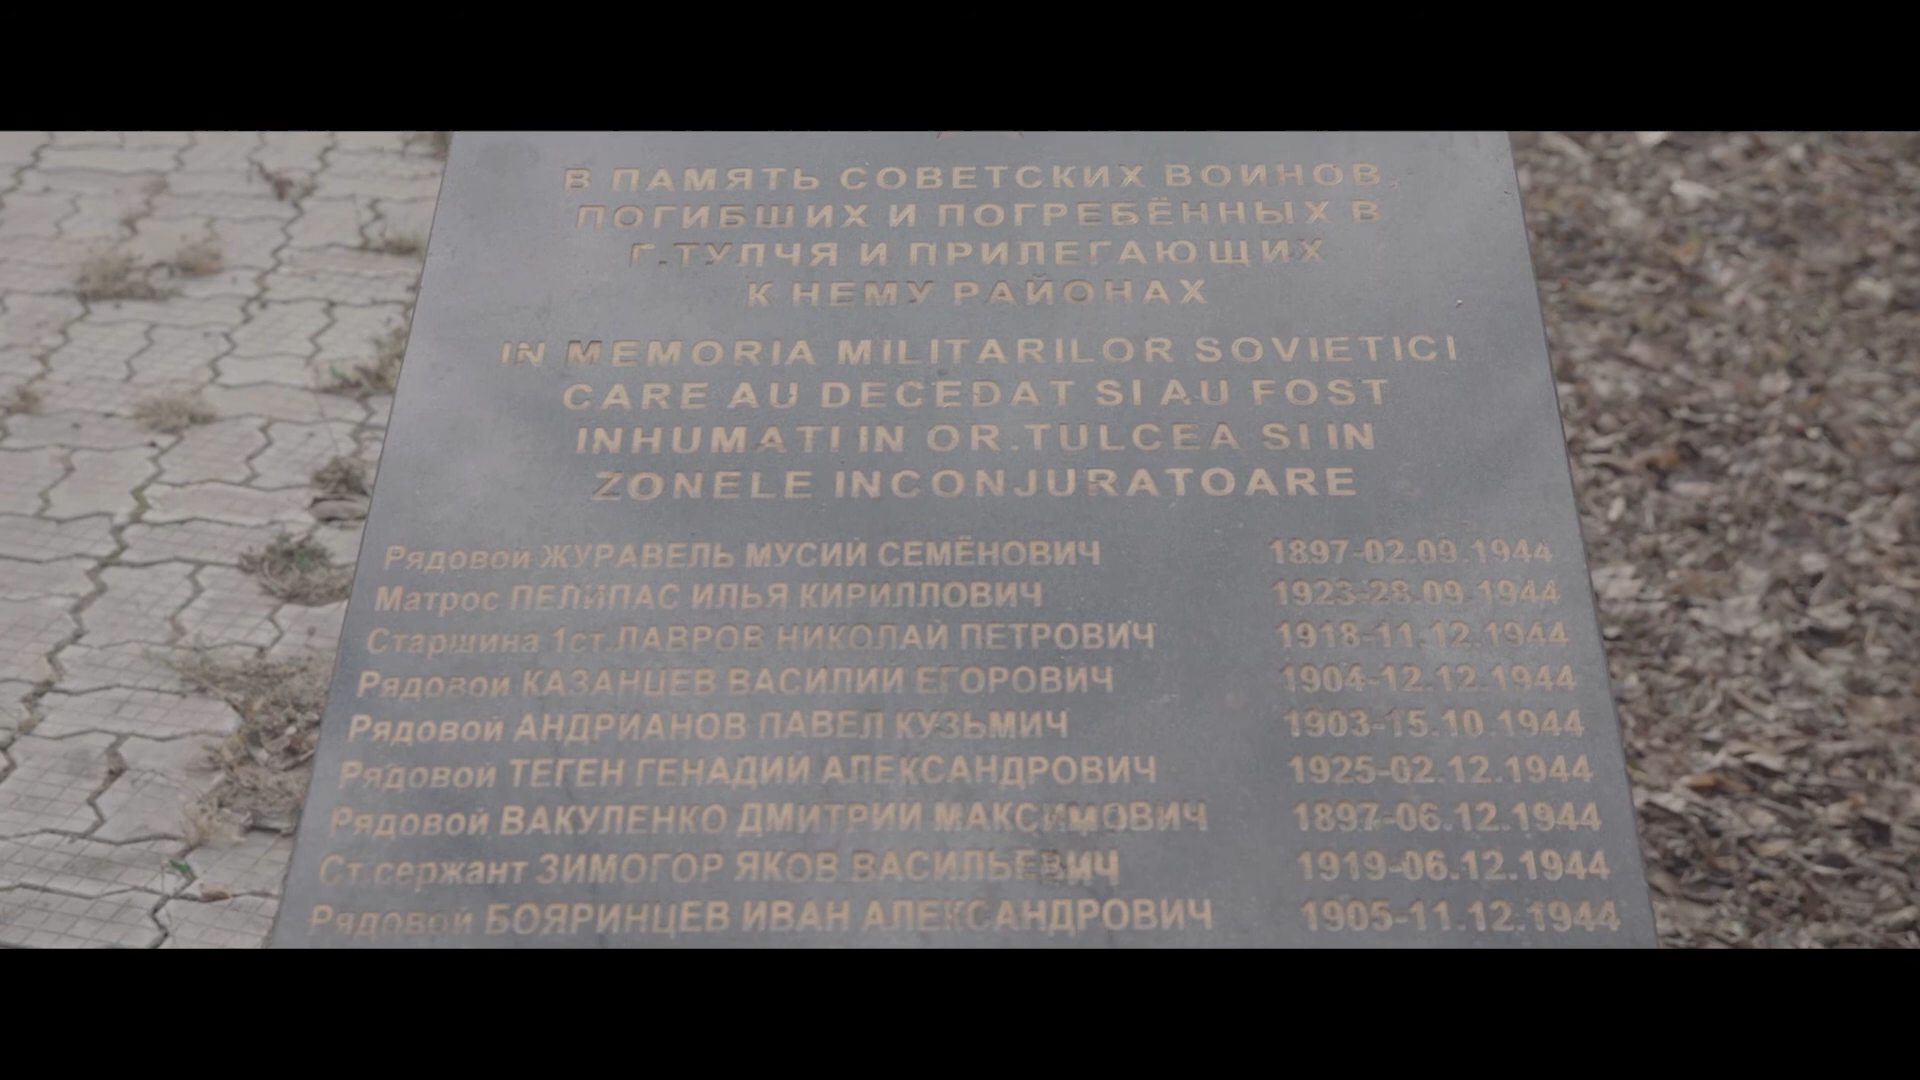 В ПАМЯТЬ СОВЕТСКИХ ВОИНОВ,
ПОГИБШИХ И ПОГРЕБЁННЫХ В
Г.ТУЛЧЯ И ПРИЛЕГАЮЩИХ
К НЕМУ РАЙОНАХ
IN MEMORIA MILITARILOR SOVIETICI
CARE AU DECEDAT SI AU FOST
INHUMATI IN OR.TULCEA SI IN
ZONELE INCONJURATOARE
Рядовой ЖУРАВЕЛЬ МУСИЙ СЕМЁНОВИЧ 1897-02.09.1944
Матрос ПЕЛИПАС ИЛЬЯ КИРИЛЛОВИЧ 1923-28.09.1944
Старшина 1ст.ЛАВРОВ НИКОЛАЙ ПЕТРОВИЧ 1918-11.12.1944
Рядовой КАЗАНЦЕВ ВАСИЛИЙ ЕГОРОВИЧ 1904-12.12.1944
Рядовой АНДРИАНОВ ПАВЕЛ КУЗЬМИЧ 1903-15.10.1944
Рядовой ТЕГЕН ГЕНАДИЙ АЛЕКСАНДРОВИЧ 1925-02.12.1944
Рядовой ВАКУЛЕНКО ДМИТРИЙ МАКСИМОВИЧ 1897-06.12.1944
Ст.сержант ЗИМОГОР ЯКОВ ВАСИЛЬЕВИЧ 1919-06.12.1944
Рядовой БОЯРИНЦЕВ ИВАН АЛЕКСАНДРОВИЧ 1905-11.12.1944